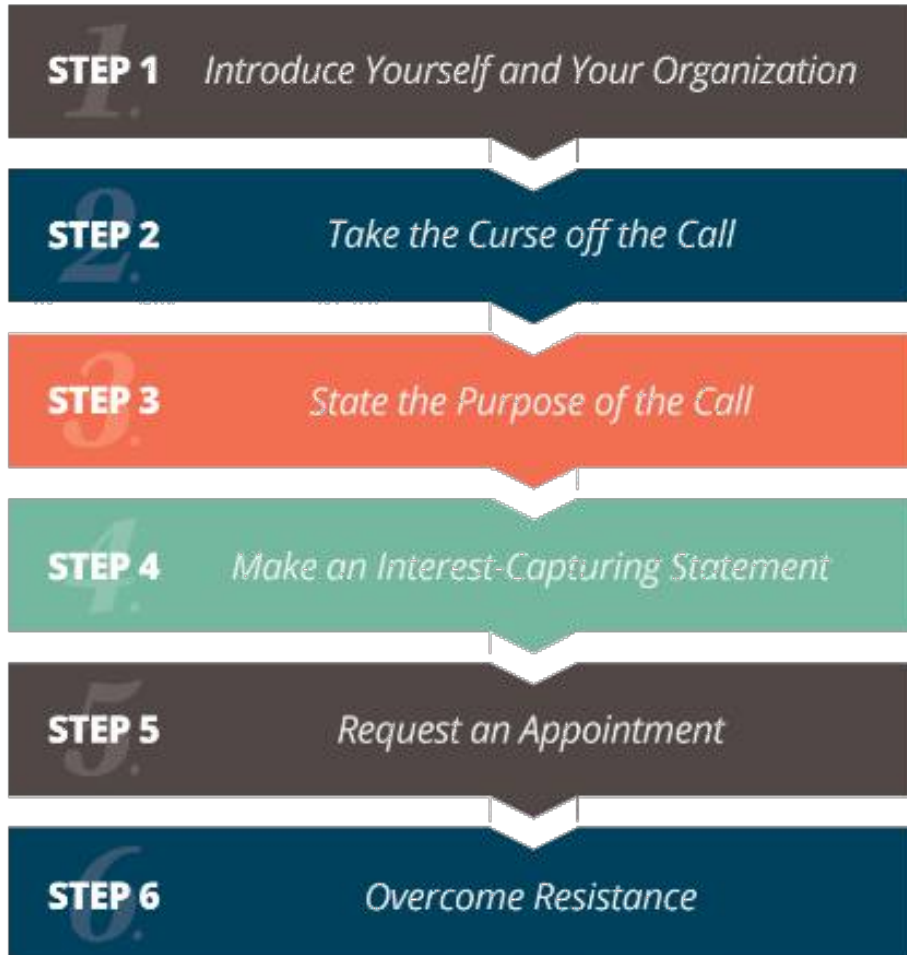 STEP 1 Introduce Yourself and Your Organization
STEP 2 Take the Curse off the Call
STEP 3 State the Purpose of the Call
STEP 4 Make an Interest-Capturing Statement
STEP 5 Request an Appointment
STEP 6 Overcome Resistance